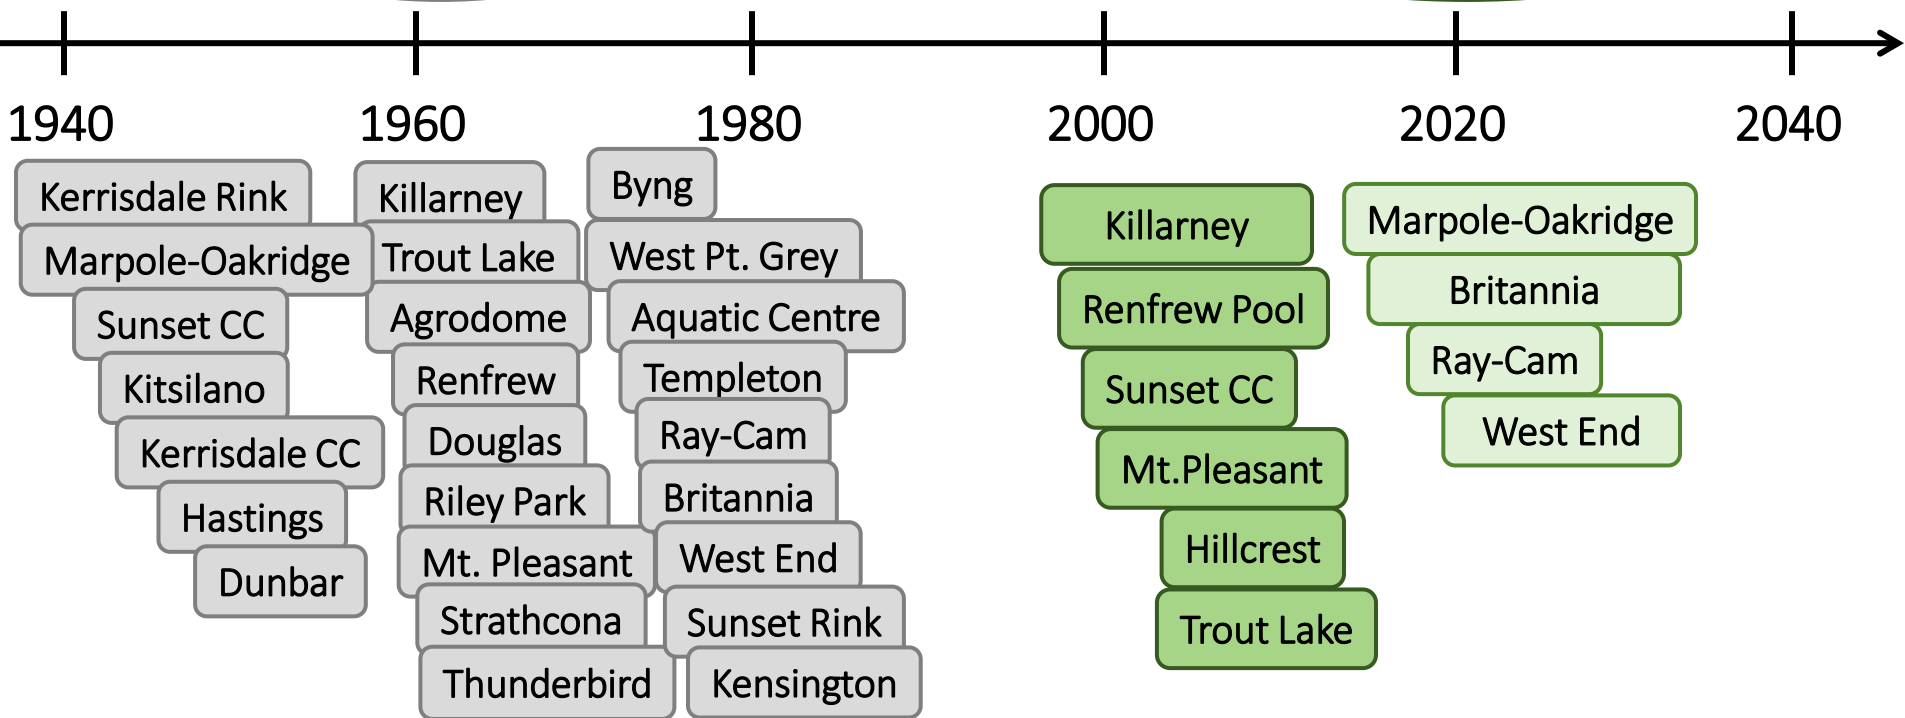 1940
1960
1980
2000
2020
2040
Kerrisdale Rink
Marpole-Oakridge
Sunset CC
Kitsilano
Kerrisdale CC
Hastings
Dunbar
Killarney
Trout Lake
Agrodome
Renfrew
Douglas
Riley Park
Mt. Pleasant
Strathcona
Thunderbird
Byng
West Pt. Grey
Aquatic Centre
Templeton
Ray-Cam
Britannia
West End
Sunset Rink
Kensington
Killarney
Renfrew Pool
Sunset CC
Mt.Pleasant
Hillcrest
Trout Lake
Marpole-Oakridge
Britannia
Ray-Cam
West End